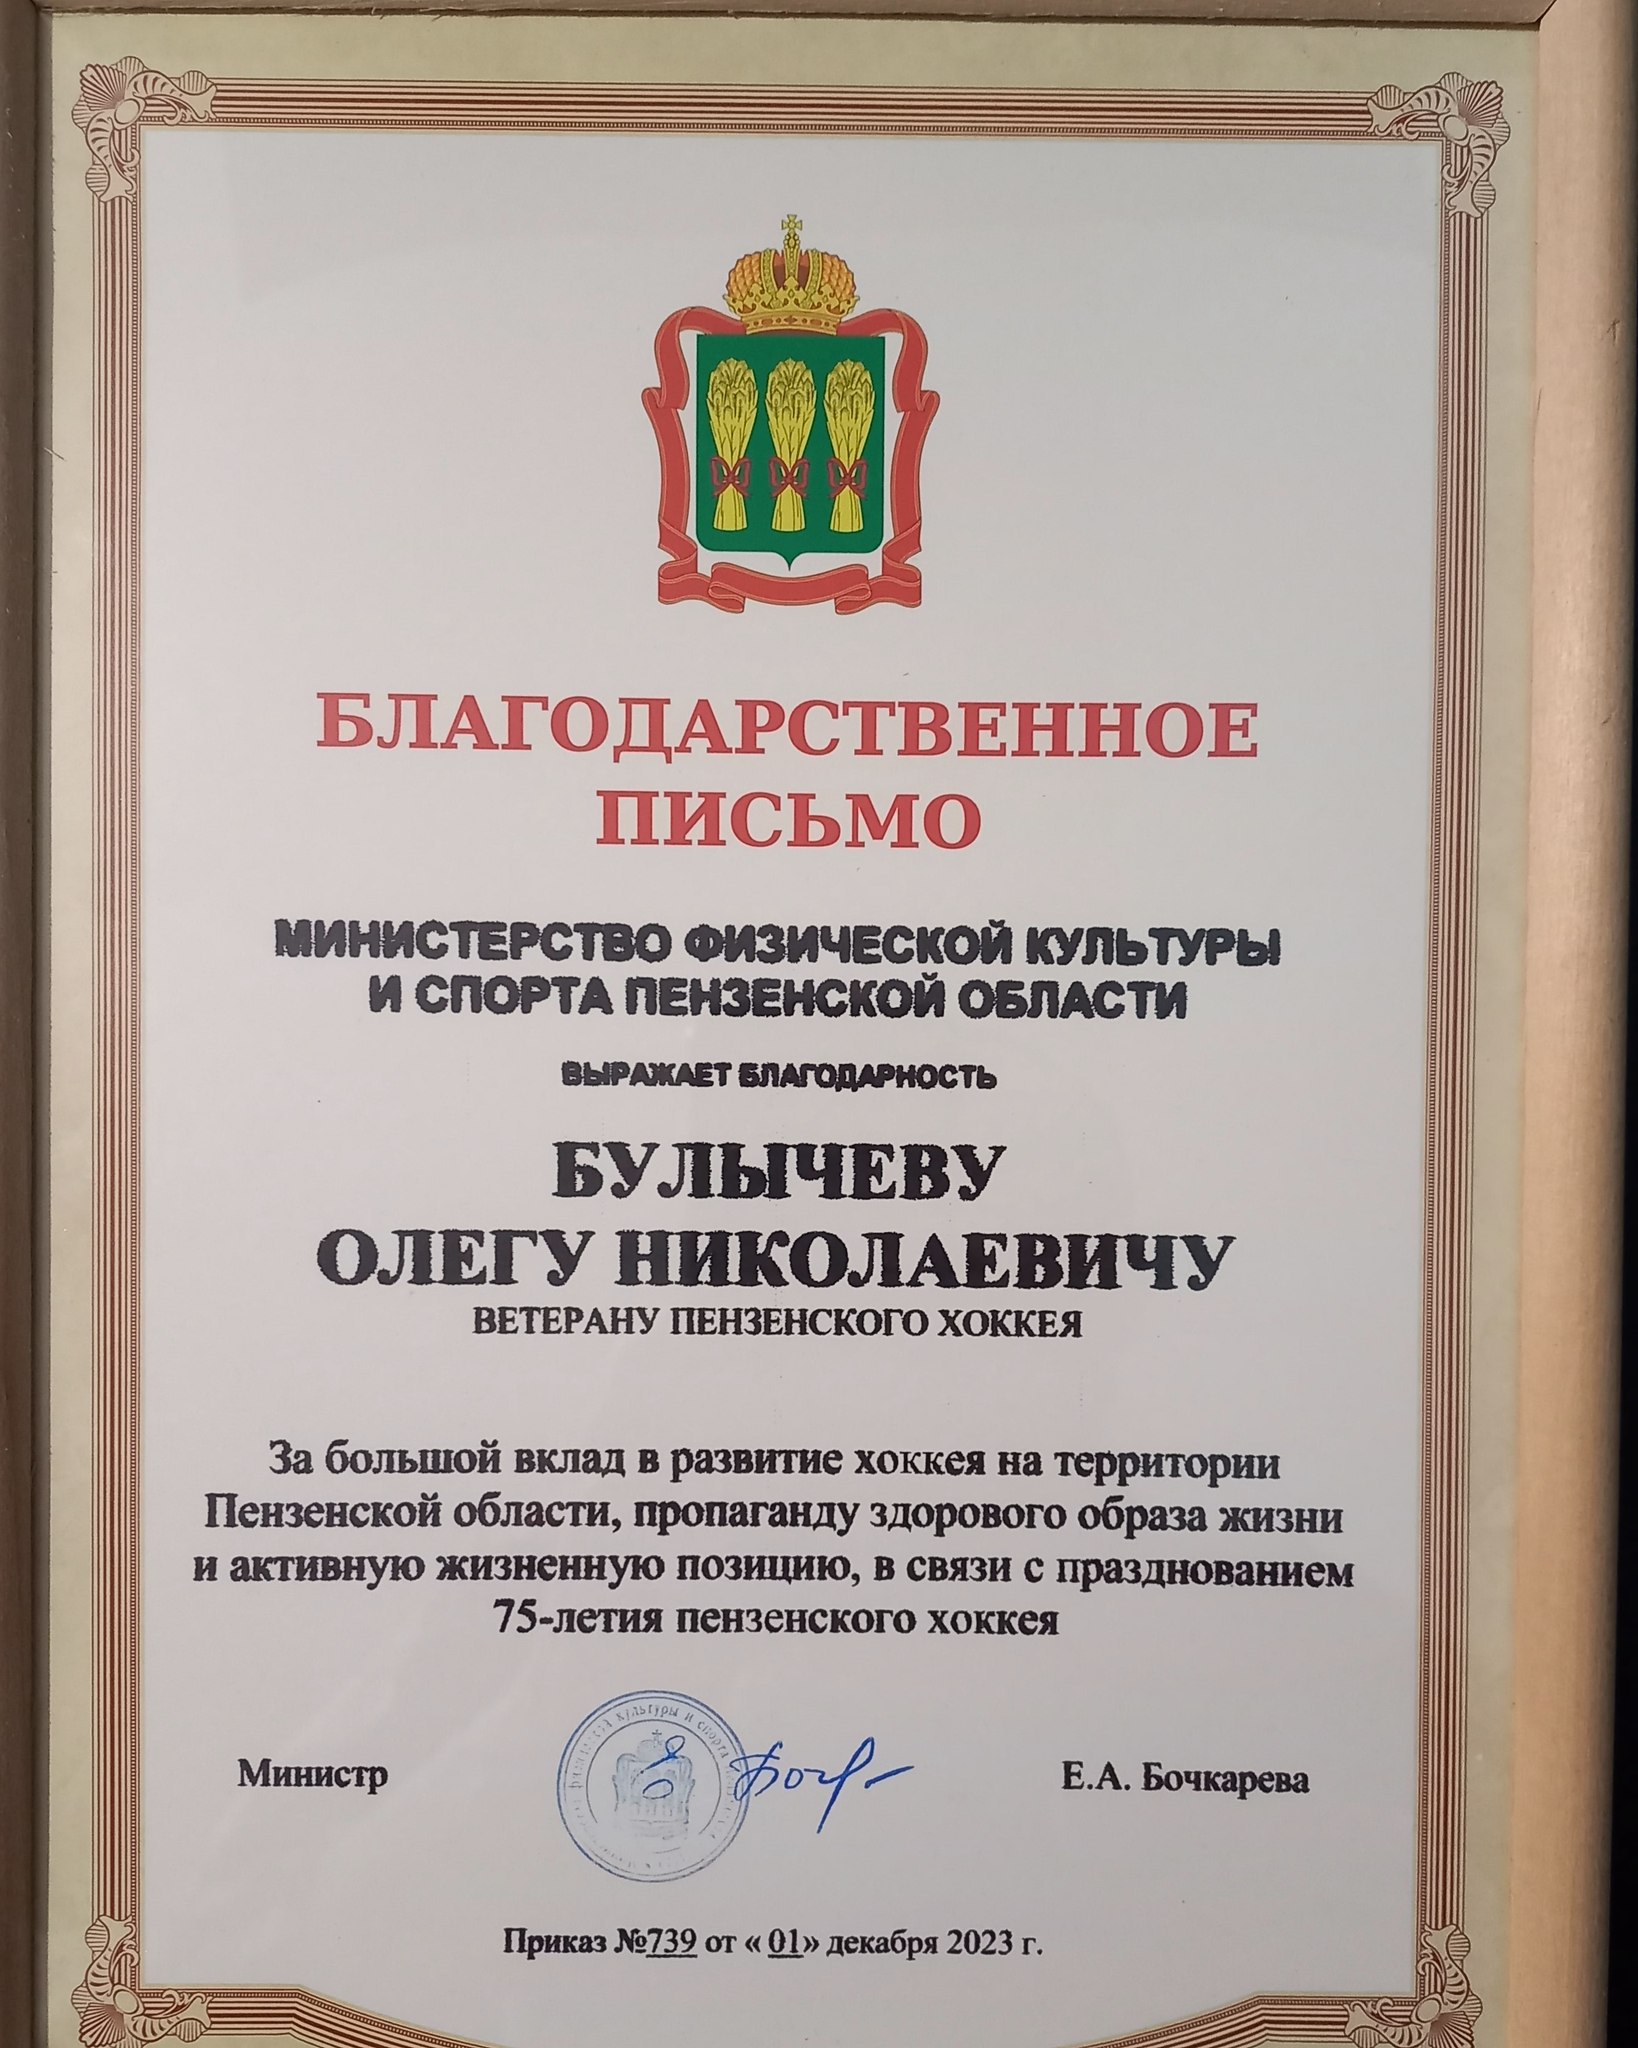 БЛАГОДАРСТВЕННОЕ
ПИСЬМО
МИНИСТЕРСТВО ФИЗИЧЕСКОЙ КУЛЬТУРЫ
И СПОРТА ПЕНЗЕНСКОЙ ОБЛАСТИ
ВЫРАЖАЕТ БЛАГОДАРНОСТЬ
БУЛЫЧЕВУ
ОЛЕГУ НИКОЛАЕВИЧУ
ВЕТЕРАНУ ПЕНЗЕНСКОГО ХОККЕЯ
За большой вклад в развитие хоккея на территории
Пензенской области, пропаганду здорового образа жизни
и активную жизненную позицию, в связи с празднованием
75-летия пензенского хоккея
культуры и спорта
Министр
Е.А. Бочкарева
Приказ №739 от «01» декабря 2023 г.